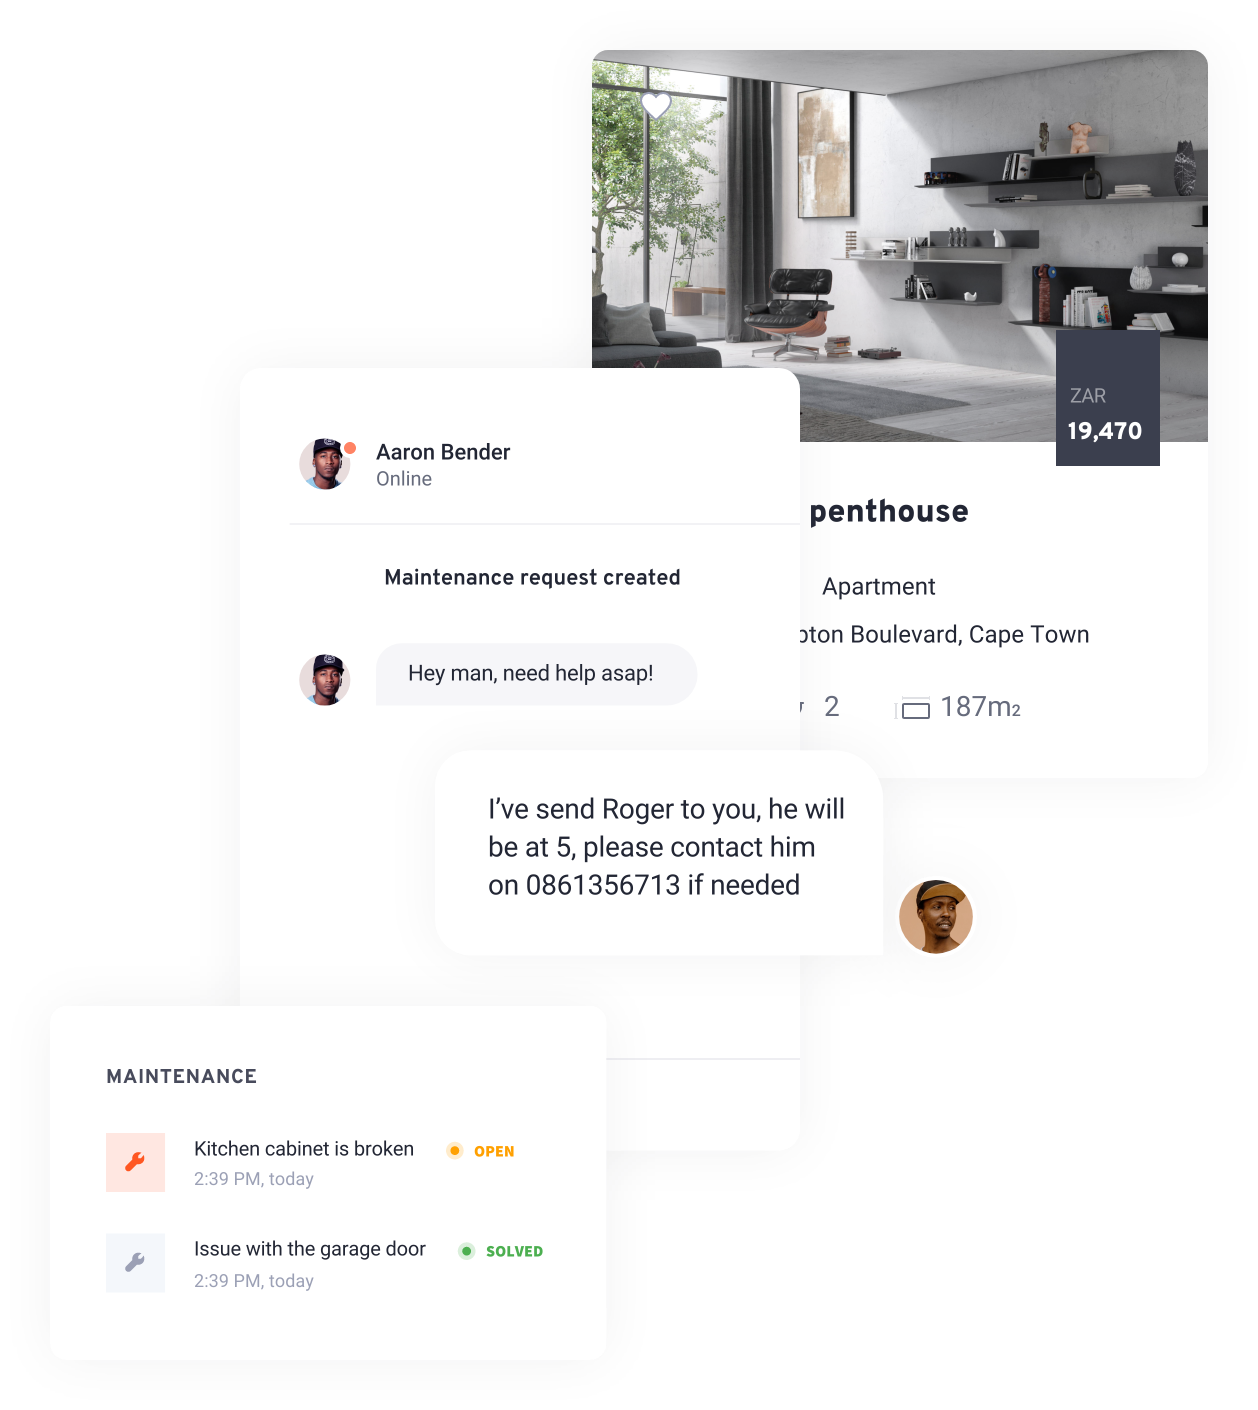 ZAR
19,470
penthouse
Apartment
Boulevard, Cape Town
2
187m2
Aaron Bender
Online
Maintenance request created
Hey man, need help asap!
I've send Roger to you, he will
be at 5, please contact him
on 0861356713 if needed
MAINTENANCE
Kitchen cabinet is broken
OPEN
2:39 PM, today
Issue with the garage door
SOLVED
2:39 PM, today